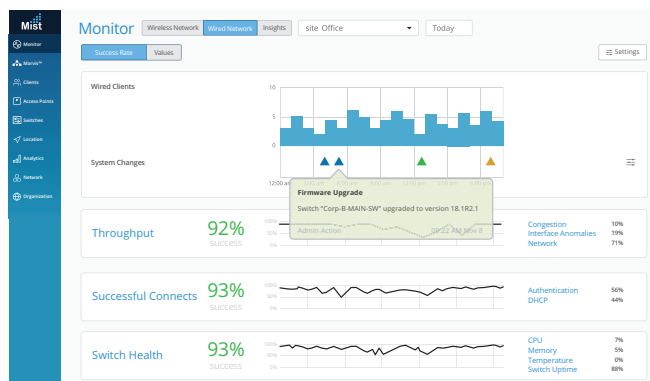 Mist
Monitor
Marvis™
Clients
Access Points
Switches
Location
Analytics
Network
Organization
Monitor
Wireless Network
Wired Network
Insights
site Office
Today
Success Rate
Values
Settings
Wired Clients
10
5
0
System Changes
12:00 am
Firmware Upgrade
Switch "Corp-B-MAIN-SW" upgraded to version 18.1R2.1
Admin Action
09:22 AM Nov 8
Throughput
92%
success
100%
50%
0%
Congestion 10%
Interface Anomalies 19%
Network 71%
Successful Connects
93%
success
100%
50%
0%
Authentication 56%
DHCP 44%
Switch Health
93%
success
100%
50%
0%
CPU 7%
Memory 5%
Temperature 0%
Switch Uptime 88%